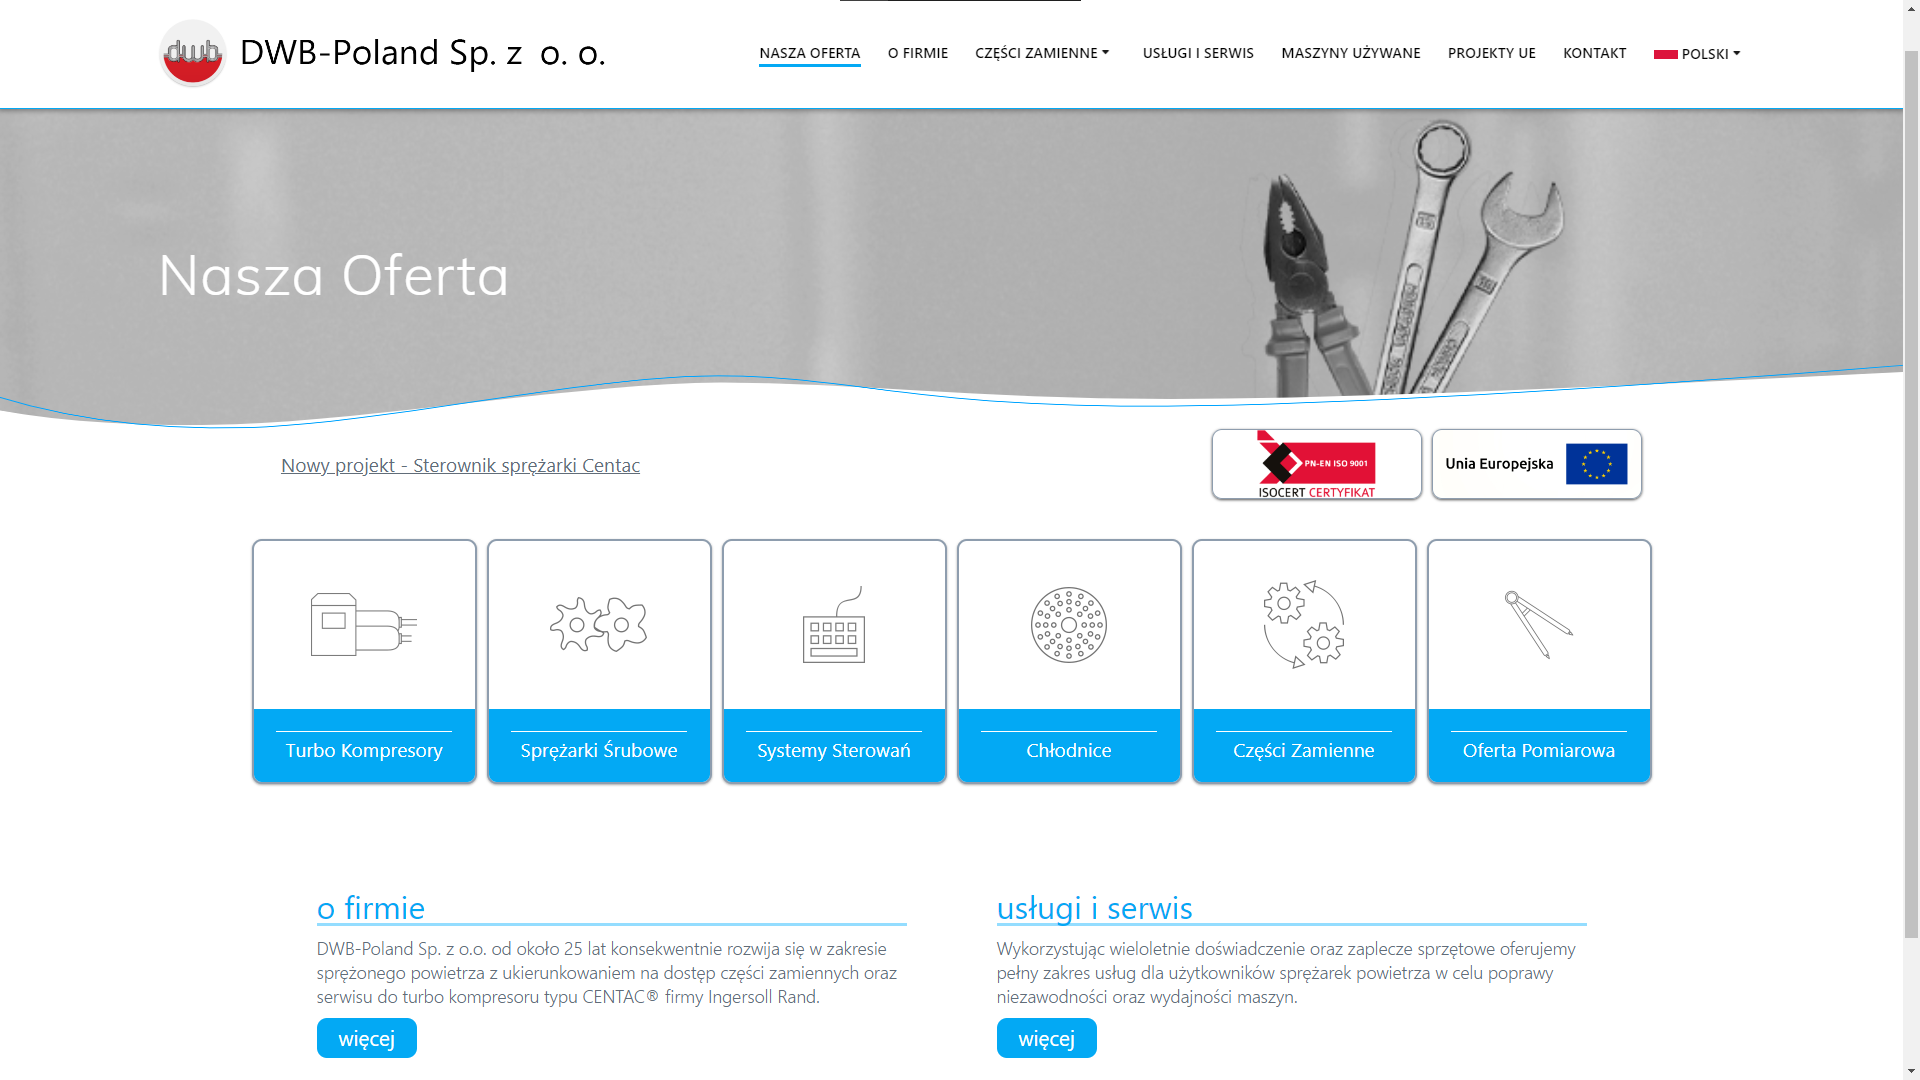 dwb DWB-Poland Sp. z o. o.
NASZA OFERTA O FIRMIE CZĘŚCI ZAMIENNE USŁUGI I SERWIS MASZYNY UŻYWANE PROJEKTY UE KONTAKT POLSKI
Nasza Oferta
Nowy projekt - Sterownik sprężarki Centac
PN-EN ISO 9001
ISOCERT CERTYFIKAT
Unia Europejska
Turbo Kompresory
Sprężarki Śrubowe
Systemy Sterowań
Chłodnice
Części Zamienne
Oferta Pomiarowa
o firmie
DWB-Poland Sp. z o.o. od około 25 lat konsekwentnie rozwija się w zakresie
sprężonego powietrza z ukierunkowaniem na dostęp części zamiennych oraz
serwisu do turbo kompresoru typu CENTAC® firmy Ingersoll Rand.
więcej
usługi i serwis
Wykorzystując wieloletnie doświadczenie oraz zaplecze sprzętowe oferujemy
pełny zakres usług dla użytkowników sprężarek powietrza w celu poprawy
niezawodności oraz wydajności maszyn.
więcej